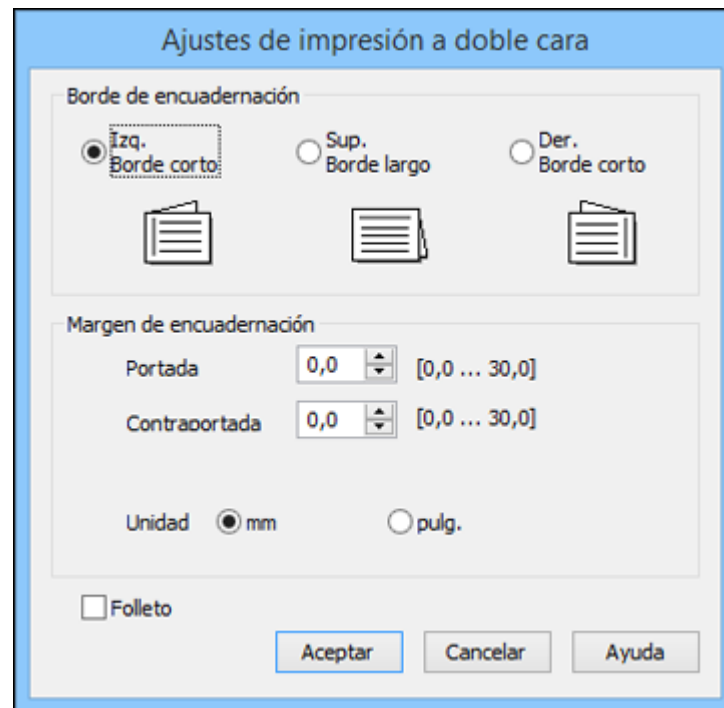 Ajustes de impresión a doble cara
Borde de encuadernación
Izq.
Borde corto
Sup.
Borde largo
Der.
Borde corto
Margen de encuadernación
Portada 0,0 [0,0 ... 30,0]
Contraportada 0,0 [0,0 ... 30,0]
Unidad mm pulg.
Folleto
Aceptar Cancelar Ayuda